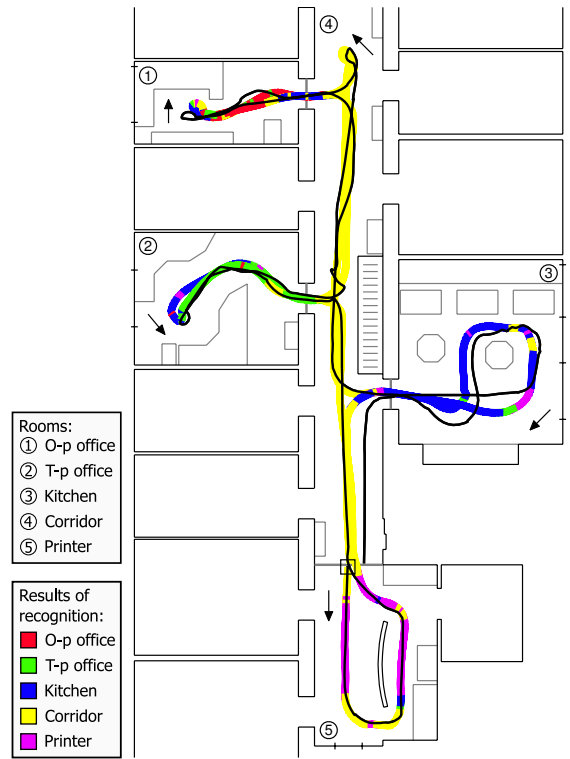 ④
①
②
③
Rooms:
① O-p office
② T-p office
③ Kitchen
④ Corridor
⑤ Printer
Results of
recognition:
O-p office
T-p office
Kitchen
Corridor
Printer
⑤